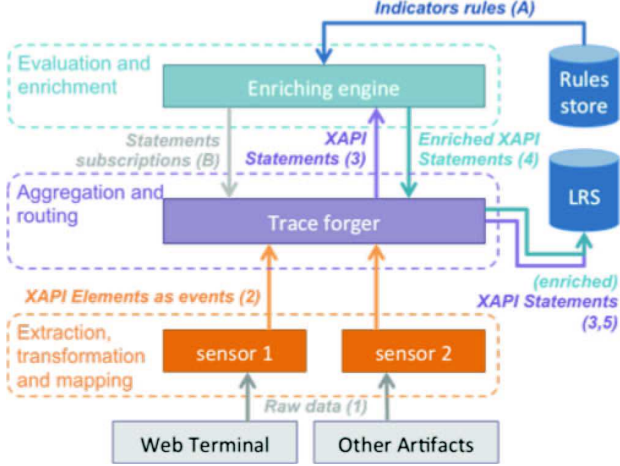 Indicators rules (A)
Evaluation and
enrichment
Enriching engine
Rules
store
Statements
subscriptions (B)
XAPI
Statements (3)
Enriched XAPI
Statements (4)
Aggregation and
routing
Trace forger
LRS
(enriched)
XAPI Statements
(3,5)
XAPI Elements as events (2)
Extraction,
transformation
and mapping
sensor 1
sensor 2
Raw data (1)
Web Terminal
Other Artifacts